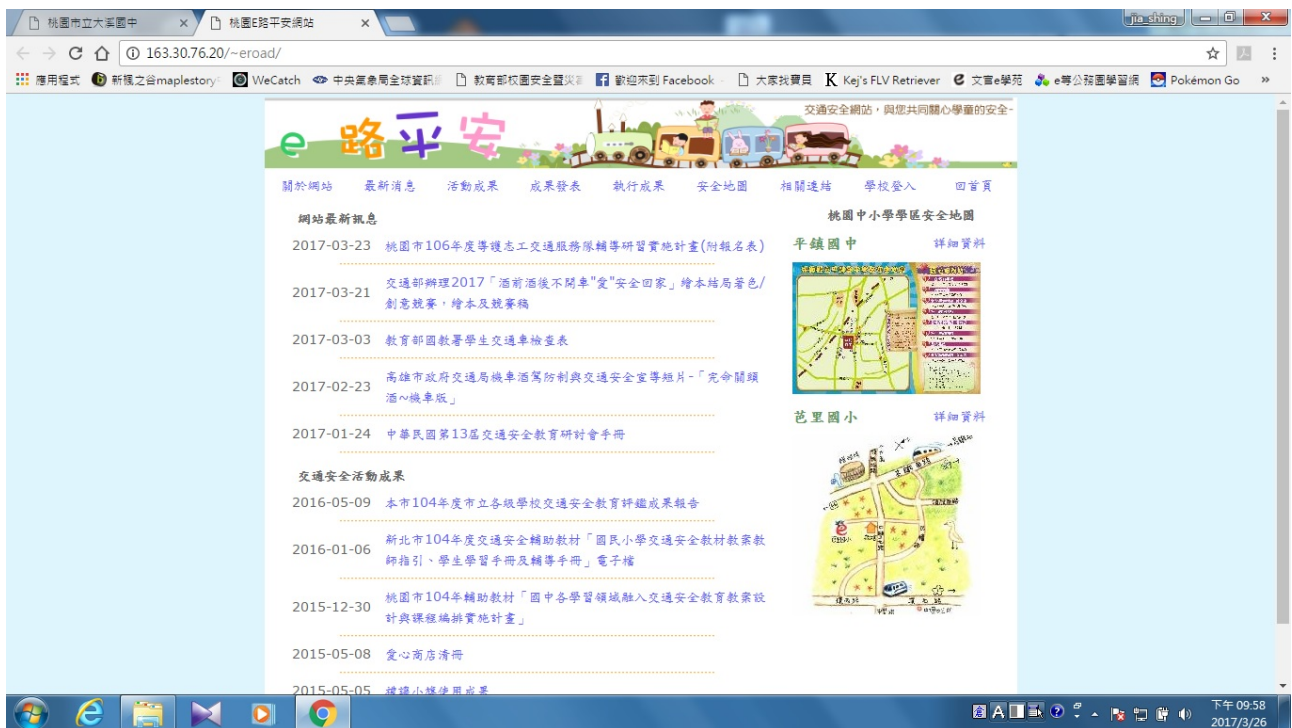 桃園市立大溪國中
桃園E路平安網站
jia_shing
163.30.76.20/~eroad/
應用程式
新楓之谷maplestory
WeCatch
中央氣象局全球資訊
教育部校園安全暨災
歡迎來到 Facebook
大家找寶貝
Kej's FLV Retriever
文官e學苑
e等公務園學習網
Pokémon Go
交通安全網站，與您共同關心學童的安全~
e 路平安
關於網站 最新消息 活動成果 成果發表 執行成果 安全地圖 相關連結 學校登入 回首頁
網站最新訊息
2017-03-23 桃園市106年度導護志工交通服務隊輔導研習實施計畫(附報名表)
2017-03-21 交通部辦理2017「酒前酒後不開車"愛"安全回家」繪本結局著色/
創意競賽，繪本及競賽稿
2017-03-03 教育部國教署學生交通車檢查表
2017-02-23 高雄市政府交通局機車酒駕防制與交通安全宣導短片-「完命關頭
酒~機車版」
2017-01-24 中華民國第13屆交通安全教育研討會手冊
交通安全活動成果
2016-05-09 本市104年度市立各級學校交通安全教育評鑑成果報告
2016-01-06 新北市104年度交通安全輔助教材「國民小學交通安全教材教案教
師指引、學生學習手冊及輔導手冊」電子檔
2015-12-30 桃園市104年輔助教材「國中各學習領域融入交通安全教育教案設
計與課程編排實施計畫」
2015-05-08 愛心商店清冊
2015-05-05
桃園中小學學區安全地圖
平鎮國中 詳細資料
芭里國小 詳細資料
下午 09:58
2017/3/26